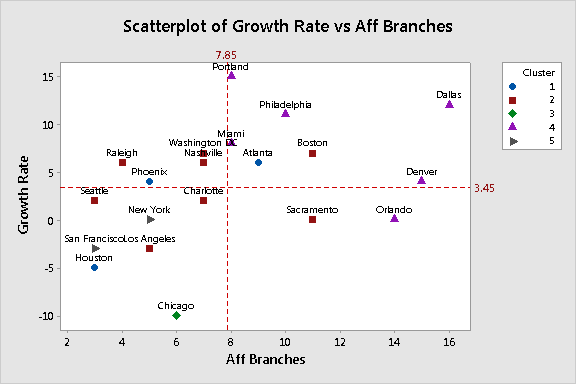 Scatterplot of Growth Rate vs Aff Branches
7.85
Portland
Cluster
1
2
3
4
5
15
Dallas
Philadelphia
10
Miami
Washington DC
Boston
Raleigh
Nashville
Atlanta
5
Phoenix
Denver
3.45
Seattle
Charlotte
New York
Sacramento
Orlando
0
San Francisco
Los Angeles
Houston
-5
Chicago
-10
Growth Rate
2
4
6
8
10
12
14
16
Aff Branches